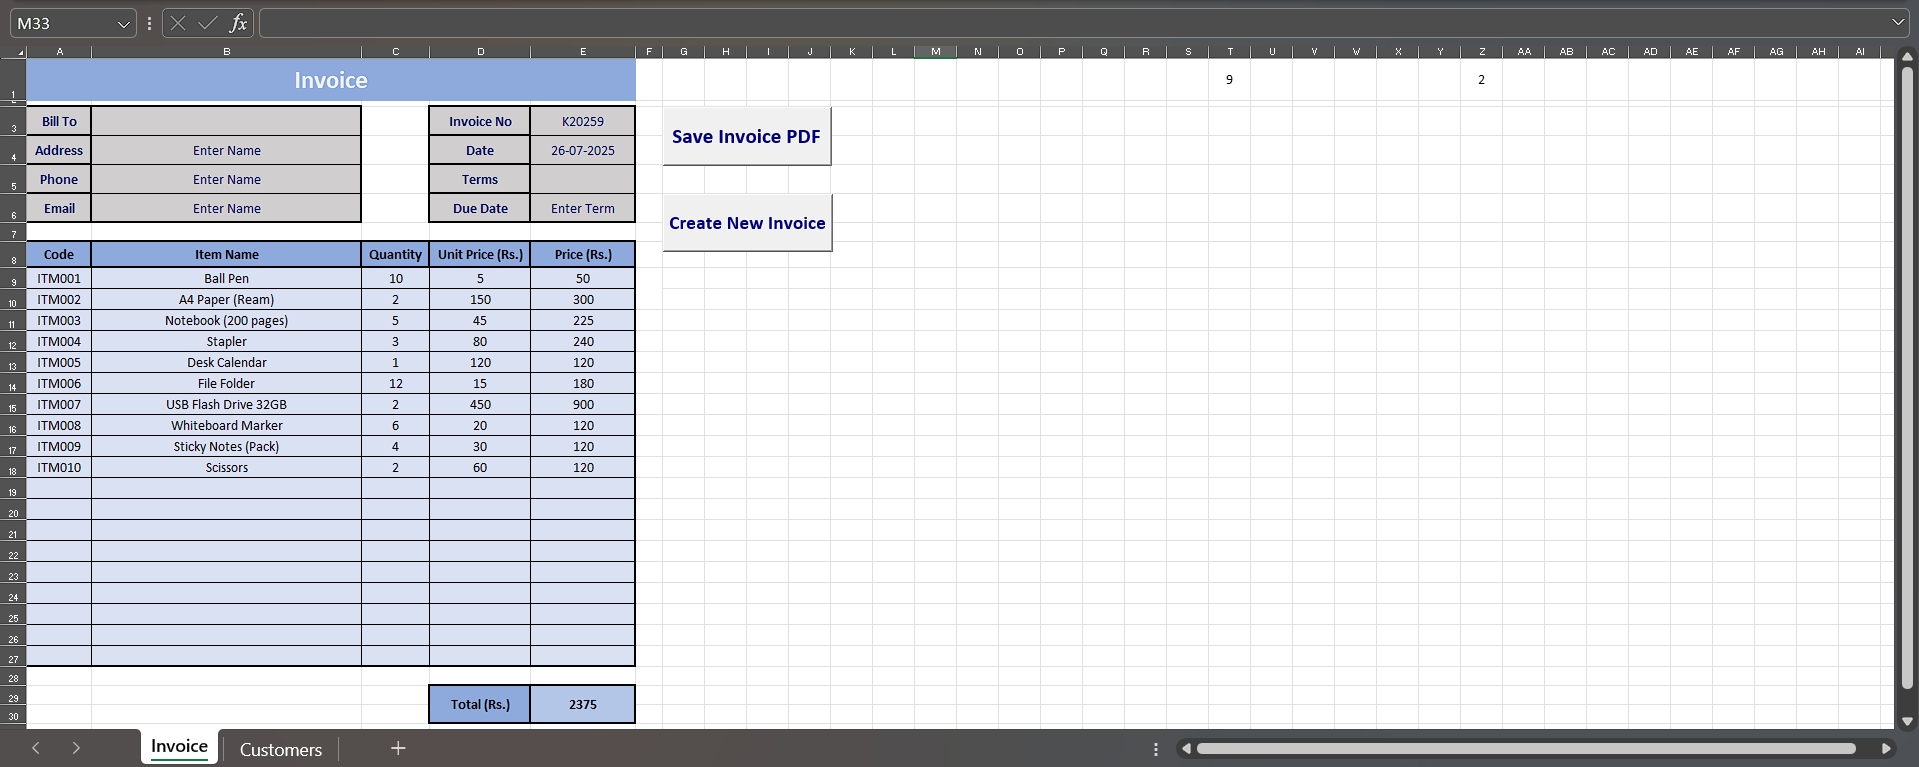 M33
fx
A B C D E F G H I J K L M N O P Q R S T U V W X Y Z AA AB AC AD AE AF AG AH AI
1 Invoice 9 2
3 Bill To Invoice No K20259
Save Invoice PDF
4 Address Enter Name Date 26-07-2025
5 Phone Enter Name Terms
6 Email Enter Name Due Date Enter Term
Create New Invoice
7
8 Code Item Name Quantity Unit Price (Rs.) Price (Rs.)
9 ITM001 Ball Pen 10 5 50
10 ITM002 A4 Paper (Ream) 2 150 300
11 ITM003 Notebook (200 pages) 5 45 225
12 ITM004 Stapler 3 80 240
13 ITM005 Desk Calendar 1 120 120
14 ITM006 File Folder 12 15 180
15 ITM007 USB Flash Drive 32GB 2 450 900
16 ITM008 Whiteboard Marker 6 20 120
17 ITM009 Sticky Notes (Pack) 4 30 120
18 ITM010 Scissors 2 60 120
19
20
21
22
23
24
25
26
27
28
29 Total (Rs.) 2375
30
Invoice Customers